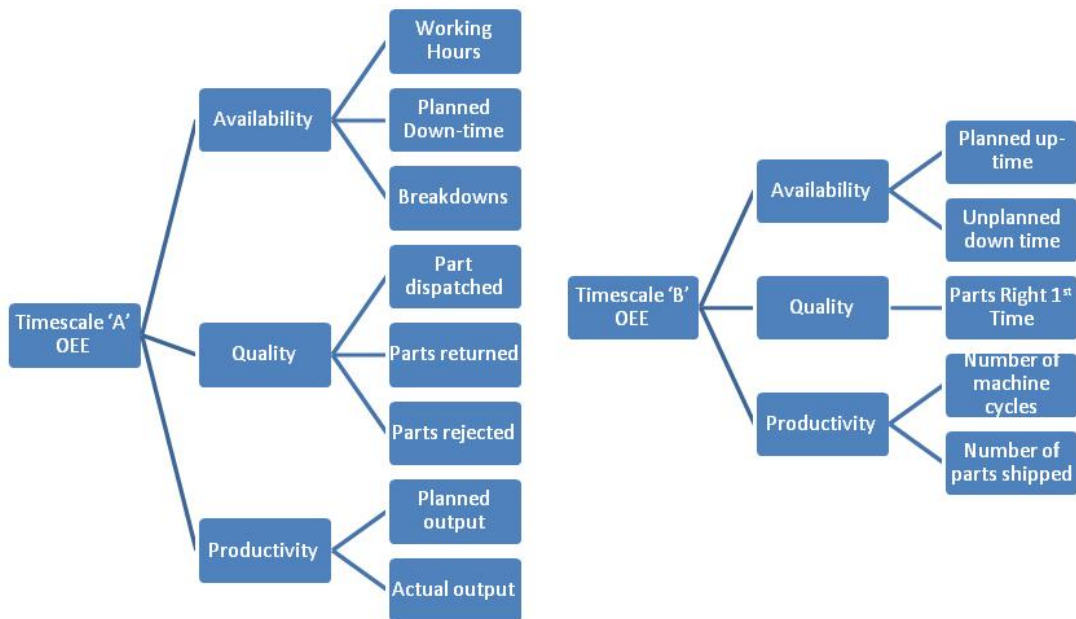 Timescale ‘A’
OEE
Availability
Working
Hours
Planned
Down-time
Breakdowns
Quality
Part
dispatched
Parts returned
Parts rejected
Productivity
Planned
output
Actual output
Timescale ‘B’
OEE
Availability
Planned up-
time
Unplanned
down time
Quality
Parts Right 1st
Time
Productivity
Number of
machine
cycles
Number of
parts shipped